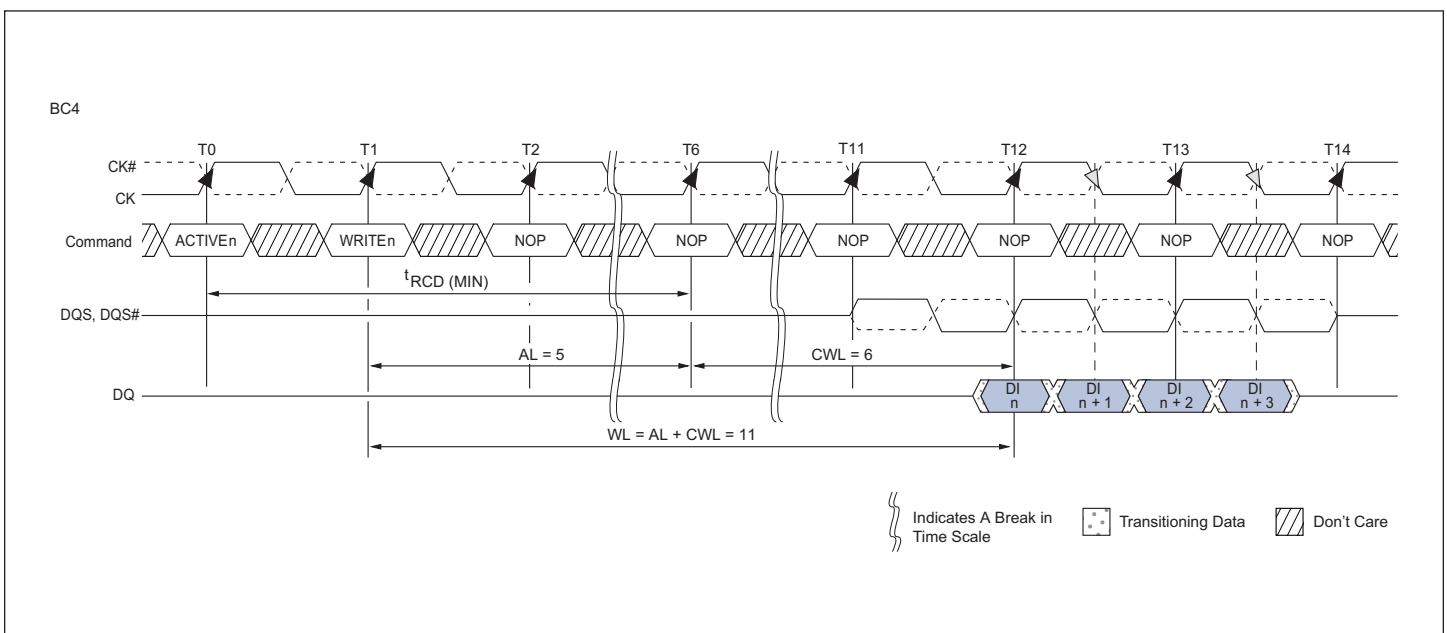 BC4
T0 T1 T2 T6 T11 T12 T13 T14
CK#
CK
Command ACTIVEn WRITEn NOP NOP NOP NOP NOP NOP
tRCD (MIN)
DQS, DQS#
AL = 5 CWL = 6
DQ DI n DI n + 1 DI n + 2 DI n + 3
WL = AL + CWL = 11
Indicates A Break in
Time Scale
Transitioning Data
Don't Care